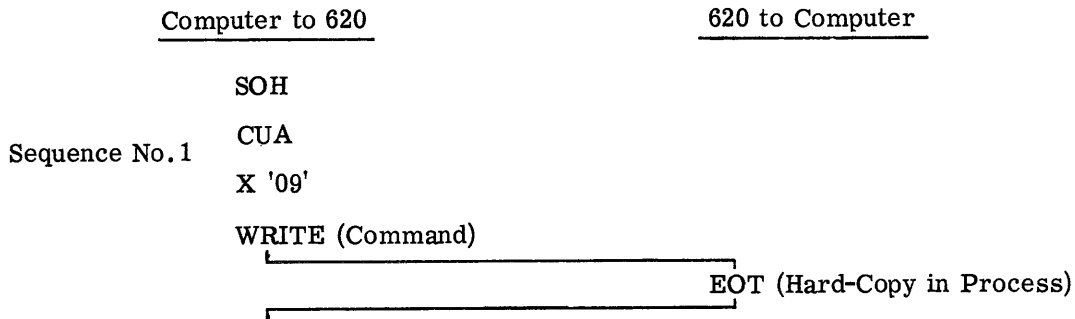 Computer to 620 620 to Computer
SOH
CUA
Sequence No.1
X '09'
WRITE (Command)
EOT (Hard-Copy in Process)